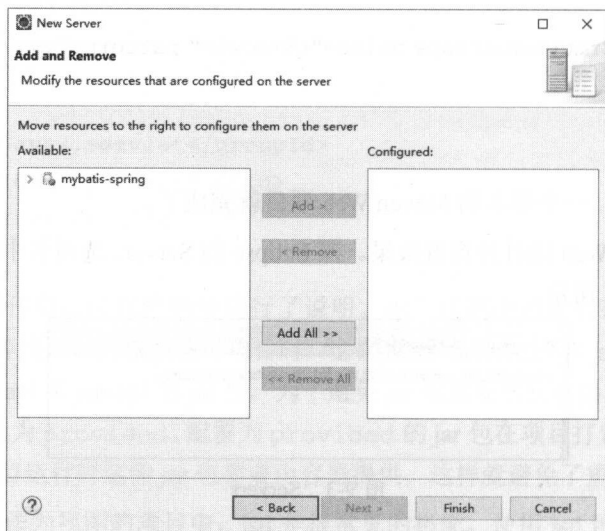 New Server
Add and Remove
Modify the resources that are configured on the server
Move resources to the right to configure them on the server
Available:
Configured:
mybatis-spring
Add >
< Remove
Add All >>
<< Remove All
< Back
Next >
Finish
Cancel